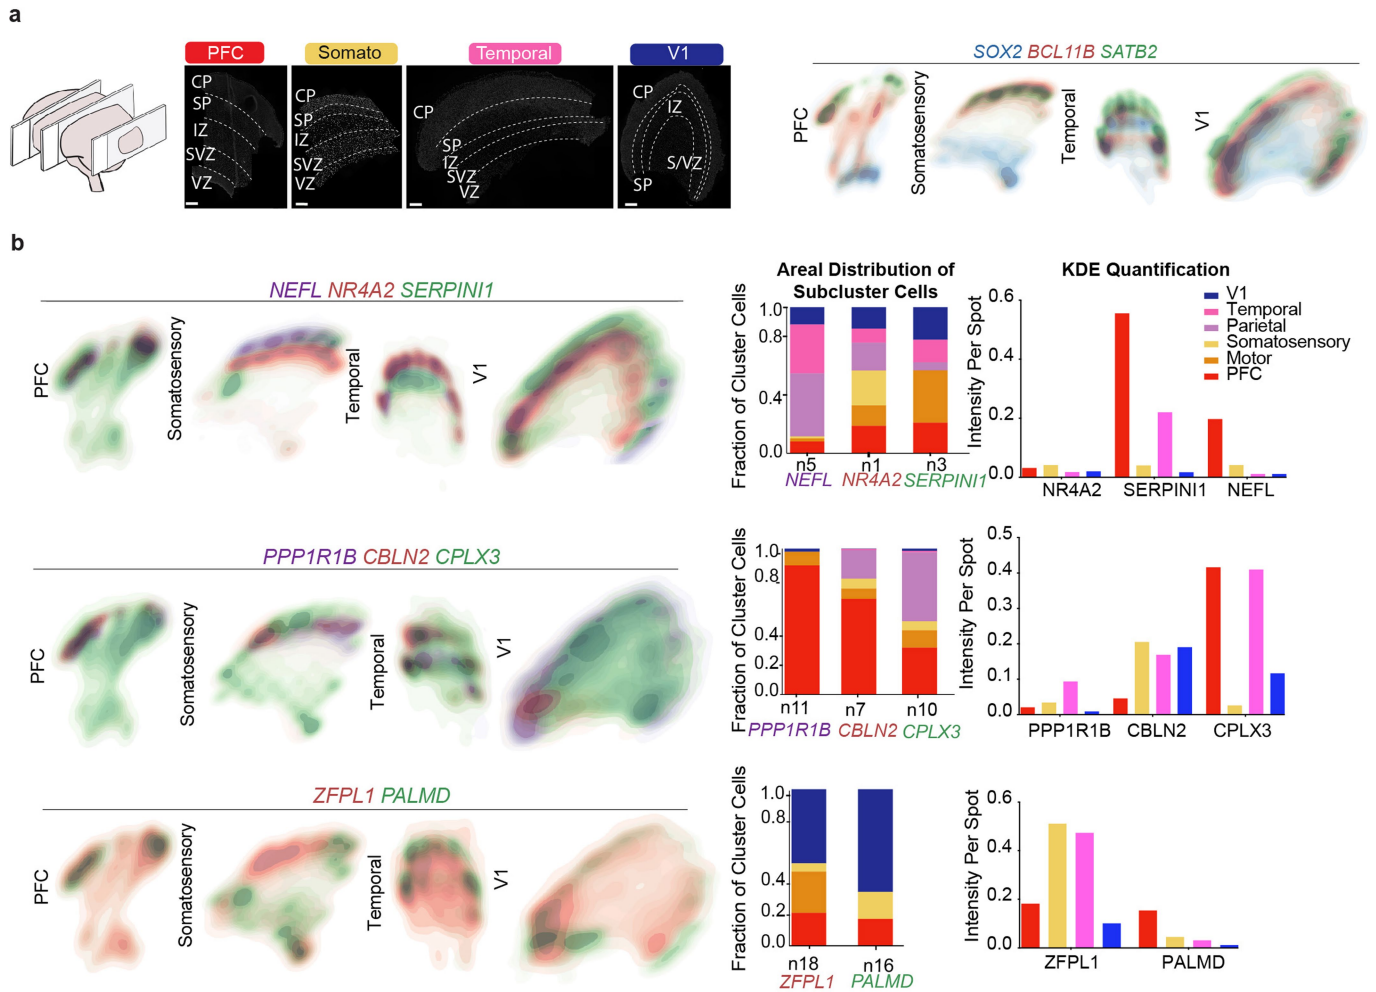 a
PFC
Somato
Temporal
V1
CP
SP
IZ
SVZ
VZ
CP
SP
IZ
SVZ
VZ
CP
SP
IZ
SVZ
VZ
CP
IZ
S/VZ
SP
SOX2 BCL11B SATB2
PFC
Somatosensory
Temporal
V1
b
NEFL NR4A2 SERPINI1
PFC
Somatosensory
Temporal
V1
Areal Distribution of
Subcluster Cells
Fraction of Cluster Cells
1.0
0.8
0.4
0.0
n5
n1
n3
NEFL
NR4A2
SERPINI1
KDE Quantification
Intensity Per Spot
0.6
0.4
0.2
0.0
V1
Temporal
Parietal
Somatosensory
Motor
PFC
NR4A2
SERPINI1
NEFL
PPP1R1B CBLN2 CPLX3
PFC
Somatosensory
Temporal
V1
Fraction of Cluster Cells
1.0
0.8
0.4
0.2
0.0
n11
n7
n10
PPP1R1B
CBLN2
CPLX3
Intensity Per Spot
0.5
0.4
0.3
0.2
0.1
0.0
PPP1R1B
CBLN2
CPLX3
ZFPL1 PALMD
PFC
Somatosensory
Temporal
V1
Fraction of Cluster Cells
1.0
0.8
0.4
0.2
0.0
n18
n16
ZFPL1
PALMD
Intensity Per Spot
0.6
0.4
0.2
0.0
ZFPL1
PALMD